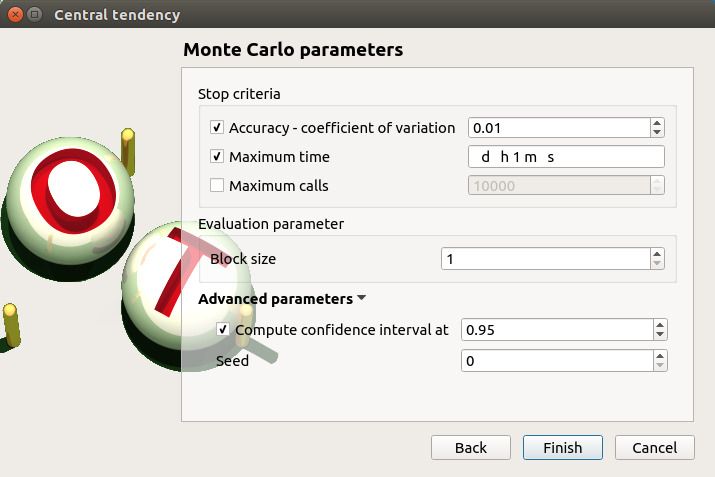 Central tendency
Monte Carlo parameters
Stop criteria
Accuracy - coefficient of variation 0.01
Maximum time d h 1 m s
Maximum calls 10000
Evaluation parameter
Block size 1
Advanced parameters
Compute confidence interval at 0.95
Seed 0
Back Finish Cancel
O
T